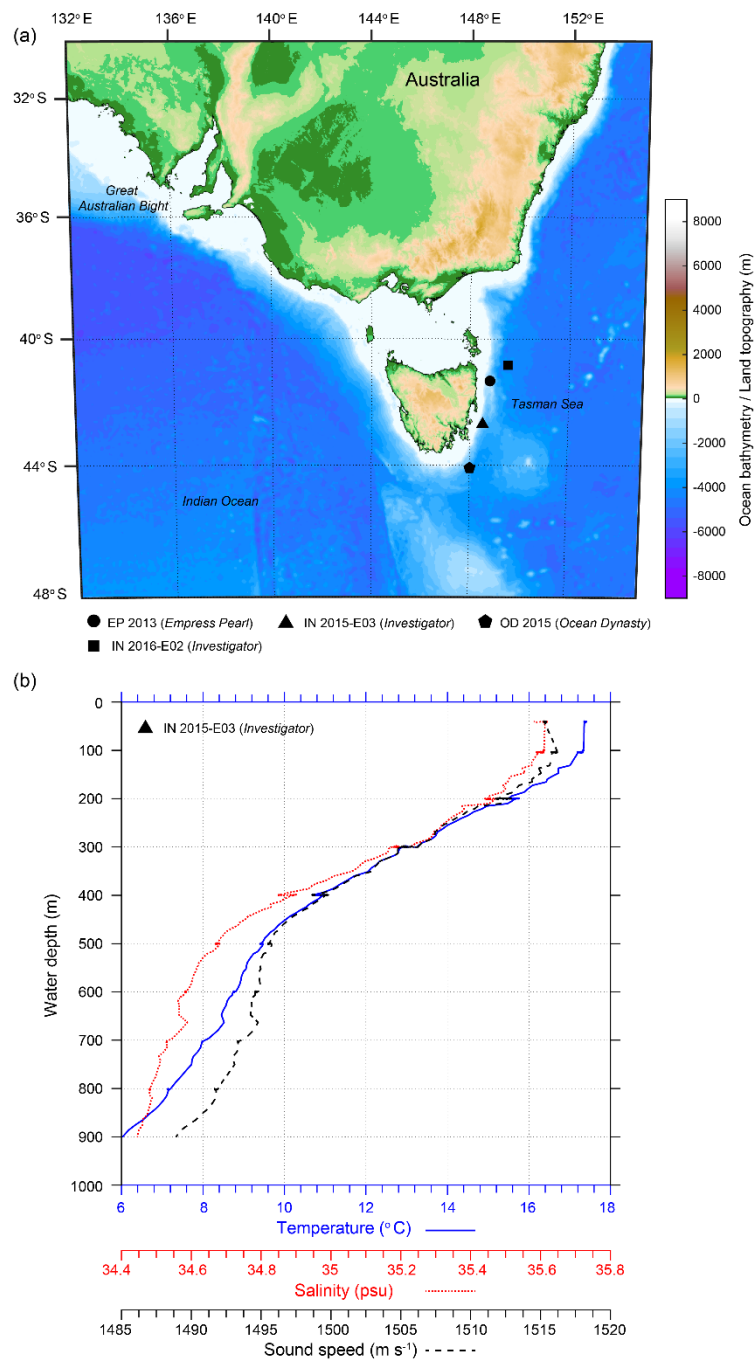 132°E 136°E 140°E 144°E 148°E 152°E
(a)
Australia
32°S
Great
Australian Bight
36°S
40°S
Tasman Sea
44°S
Indian Ocean
48°S
8000
6000
4000
2000
0
-2000
-4000
-6000
-8000
Ocean bathymetry / Land topography (m)
EP 2013 (Empress Pearl) IN 2015-E03 (Investigator) OD 2015 (Ocean Dynasty)
IN 2016-E02 (Investigator)
(b)
IN 2015-E03 (Investigator)
0
100
200
300
400
500
600
700
800
900
1000
Water depth (m)
6 8 10 12 14 16 18
Temperature (°C)
34.4 34.6 34.8 35 35.2 35.4 35.6 35.8
Salinity (psu)
1485 1490 1495 1500 1505 1510 1515 1520
Sound speed (m s⁻¹)